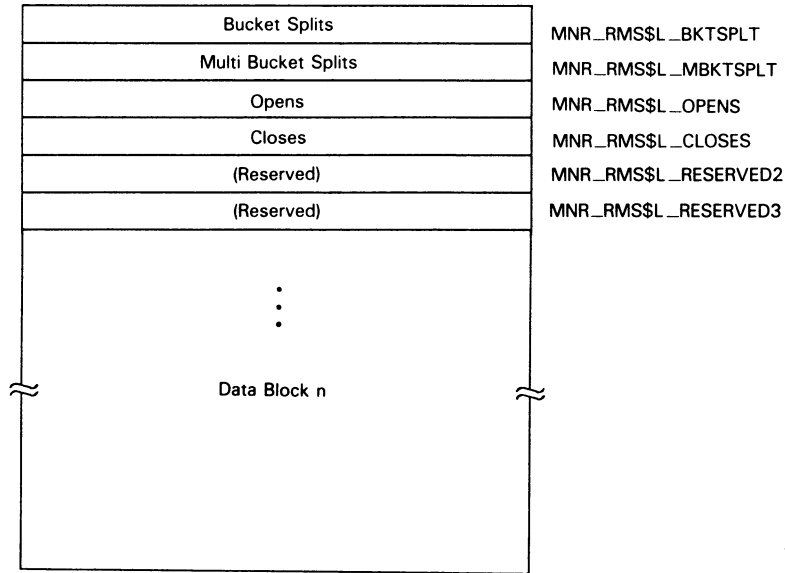 Bucket Splits MNR_RMS$L_BKTSPLT
Multi Bucket Splits MNR_RMS$L_MBKTSPLT
Opens MNR_RMS$L_OPENS
Closes MNR_RMS$L_CLOSES
(Reserved) MNR_RMS$L_RESERVED2
(Reserved) MNR_RMS$L_RESERVED3
Data Block n